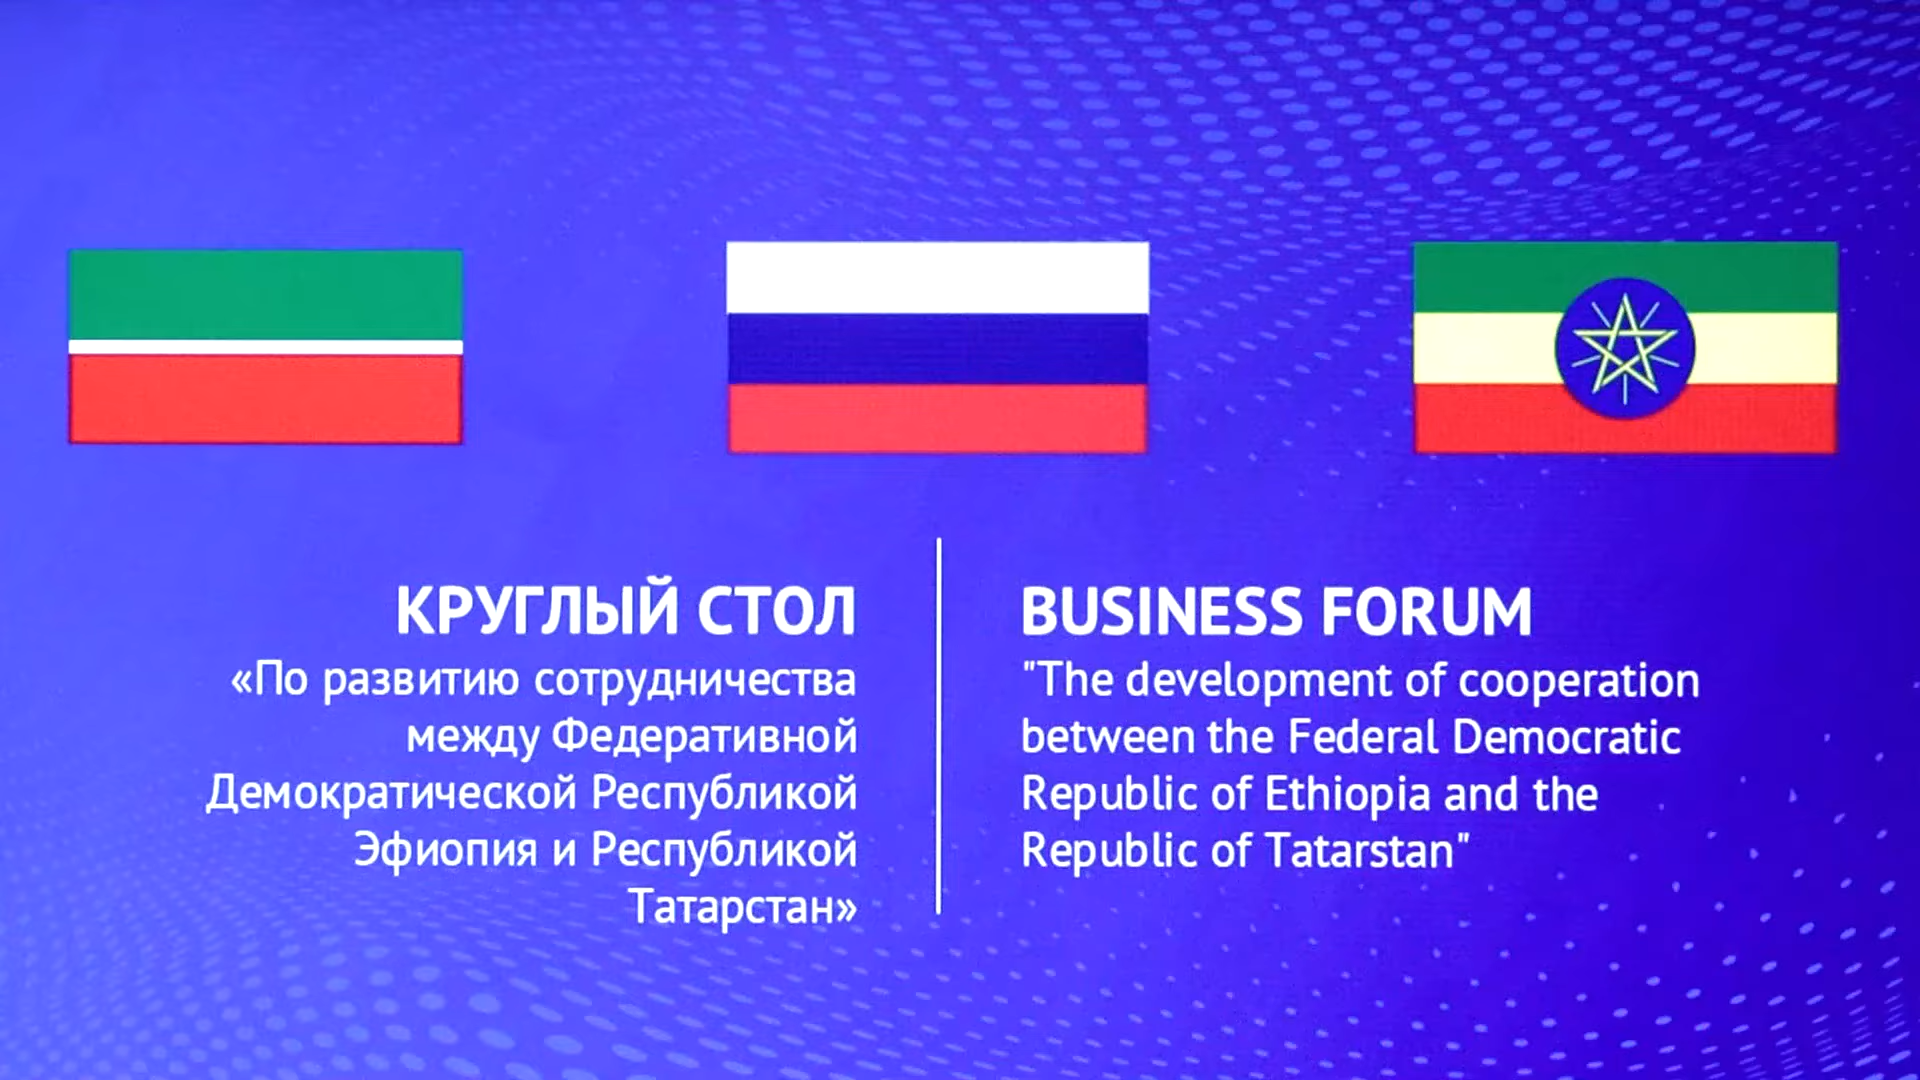 КРУГЛЫЙ СТОЛ
«По развитию сотрудничества
между Федеративной
Демократической Республикой
Эфиопия и Республикой
Татарстан»
BUSINESS FORUM
"The development of cooperation
between the Federal Democratic
Republic of Ethiopia and the
Republic of Tatarstan"